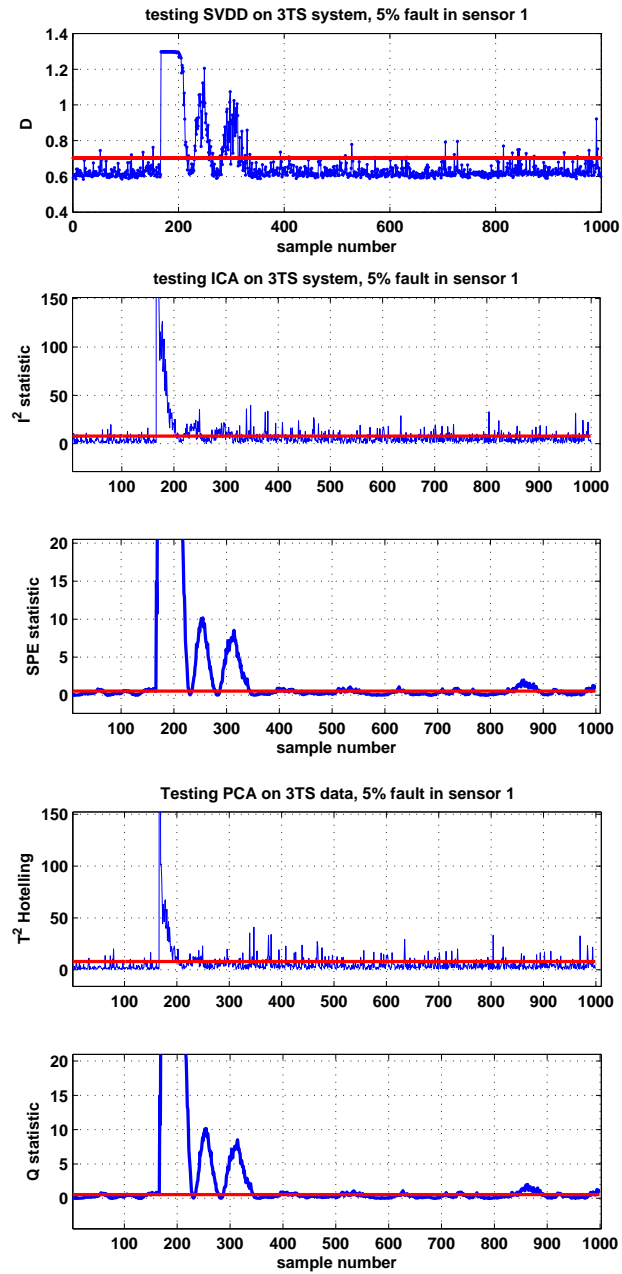 testing SVDD on 3TS system, 5% fault in sensor 1
1.4
1.2
1
0.8
0.6
0.4
D
0 200 400 600 800 1000
sample number
testing ICA on 3TS system, 5% fault in sensor 1
150
100
50
0
I² statistic
100 200 300 400 500 600 700 800 900 1000
20
15
10
5
0
SPE statistic
100 200 300 400 500 600 700 800 900 1000
sample number
Testing PCA on 3TS data, 5% fault in sensor 1
150
100
50
0
T² Hotelling
100 200 300 400 500 600 700 800 900 1000
20
15
10
5
0
Q statistic
100 200 300 400 500 600 700 800 900 1000
sample number